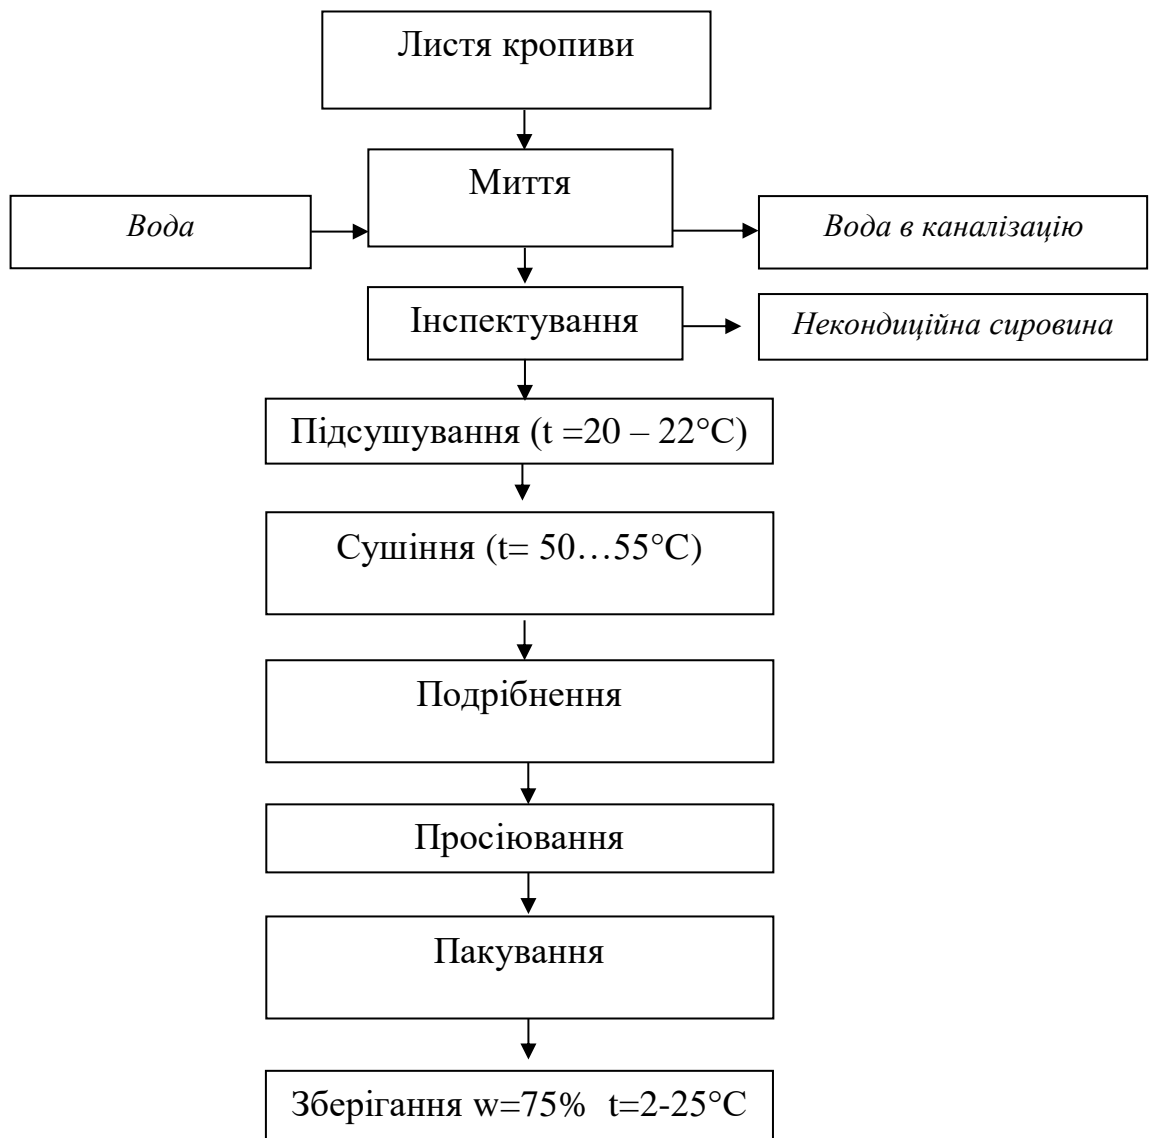 Листя кропиви
Миття
Вода
Вода в каналізацію
Інспектування
Некондиційна сировина
Підсушування (t =20 – 22°C)
Сушіння (t= 50…55°C)
Подрібнення
Просіювання
Пакування
Зберігання w=75% t=2-25°C